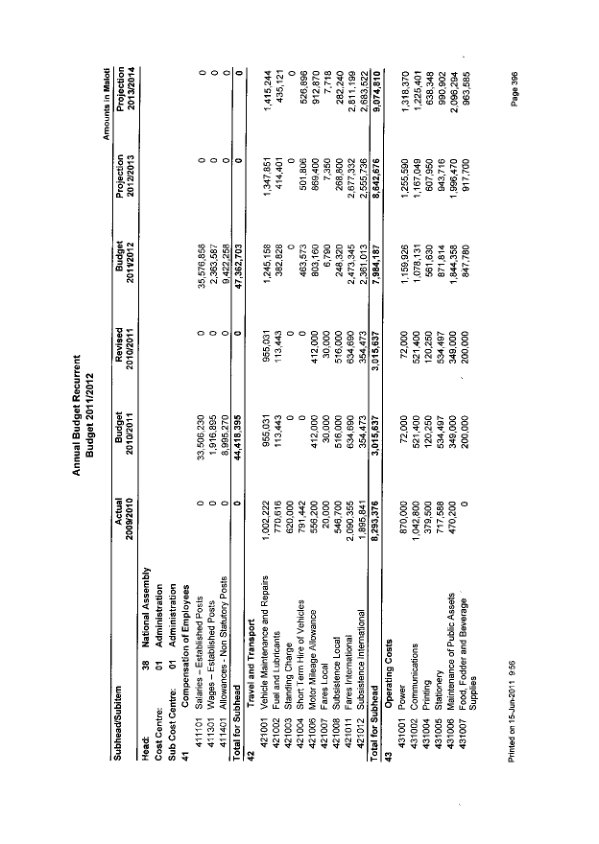 Annual Budget Recurrent
Budget 2011/2012
Amounts in Maloti
Subhead/Subitem Actual 2009/2010 Budget 2010/2011 Revised 2010/2011 Budget 2011/2012 Projection 2012/2013 Projection 2013/2014
Head: 38 National Assembly
Cost Centre: 01 Administration
Sub Cost Centre: 01 Administration
41 Compensation of Employees
411101 Salaries – Established Posts 0 33,506,230 0 35,576,858 0 0
411301 Wages – Established Posts 0 1,916,895 0 2,363,587 0 0
411401 Allowances - Non Statutory Posts 0 8,995,270 0 9,422,258 0 0
Total for Subhead 0 44,418,395 0 47,362,703 0 0
42 Travel and Transport
421001 Vehicle Maintenance and Repairs 1,002,222 955,031 955,031 1,245,158 1,347,851 1,415,244
421002 Fuel and Lubricants 770,616 113,443 113,443 382,828 414,401 435,121
421003 Standing Charge 620,000 0 0 0 0 0
421004 Short Term Hire of Vehicles 791,442 0 0 463,573 501,806 526,896
421006 Motor Mileage Allowance 556,200 412,000 412,000 803,160 869,400 912,870
421007 Fares Local 20,000 30,000 30,000 6,790 7,350 7,718
421008 Subsistence Local 546,700 516,000 516,000 248,320 268,800 282,240
421011 Fares International 2,090,355 634,690 634,690 2,473,345 2,677,332 2,811,199
421012 Subsistence International 1,895,841 354,473 354,473 2,361,013 2,555,736 2,683,522
Total for Subhead 8,293,376 3,015,637 3,015,637 7,984,187 8,642,676 9,074,810
43 Operating Costs
431001 Power 870,000 72,000 72,000 1,159,926 1,255,590 1,318,370
431002 Communications 1,042,800 521,400 521,400 1,078,131 1,167,049 1,225,401
431004 Printing 379,500 120,250 120,250 561,630 607,950 638,348
431005 Stationery 717,588 534,497 534,497 871,814 943,716 990,902
431006 Maintenance of Public Assets 470,200 349,000 349,000 1,844,358 1,996,470 2,096,294
431007 Food, Fodder and Beverage 0 200,000 200,000 847,780 917,700 963,585
Supplies
Printed on 15-Jun-2011 9:56 Page 396